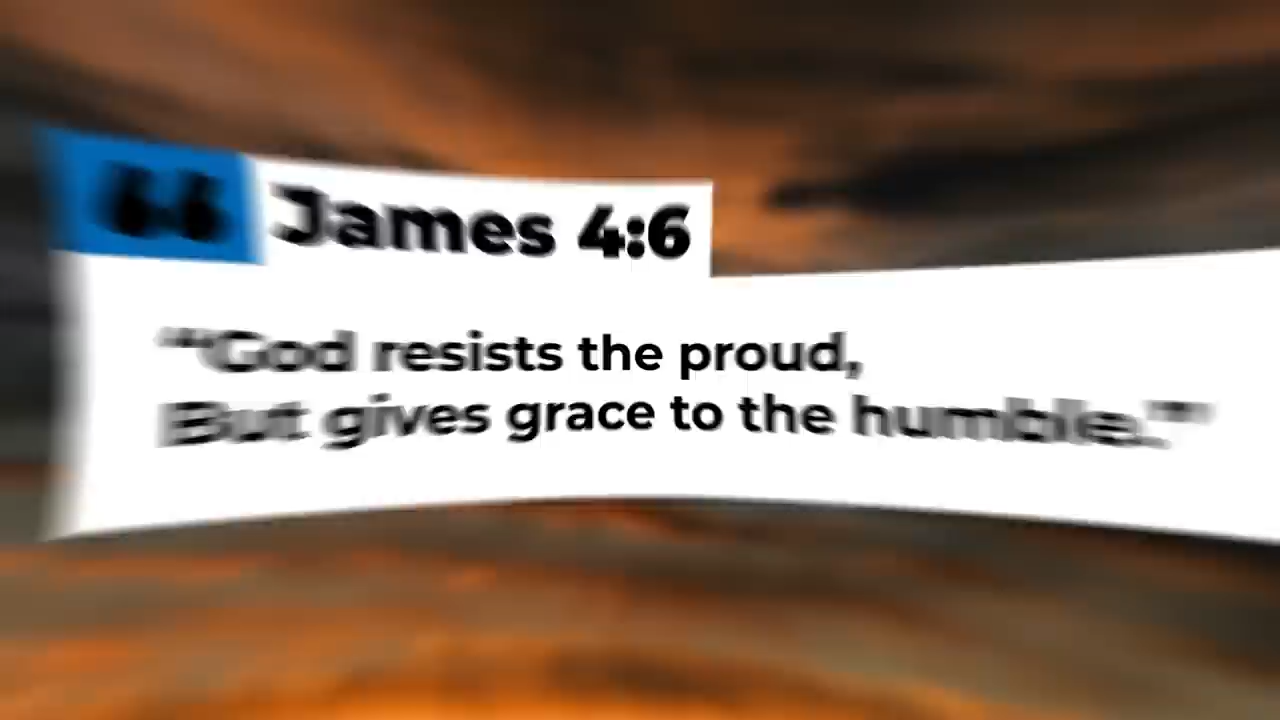 James 4:6
“‘God resists the proud,
But gives grace to the humble.’”